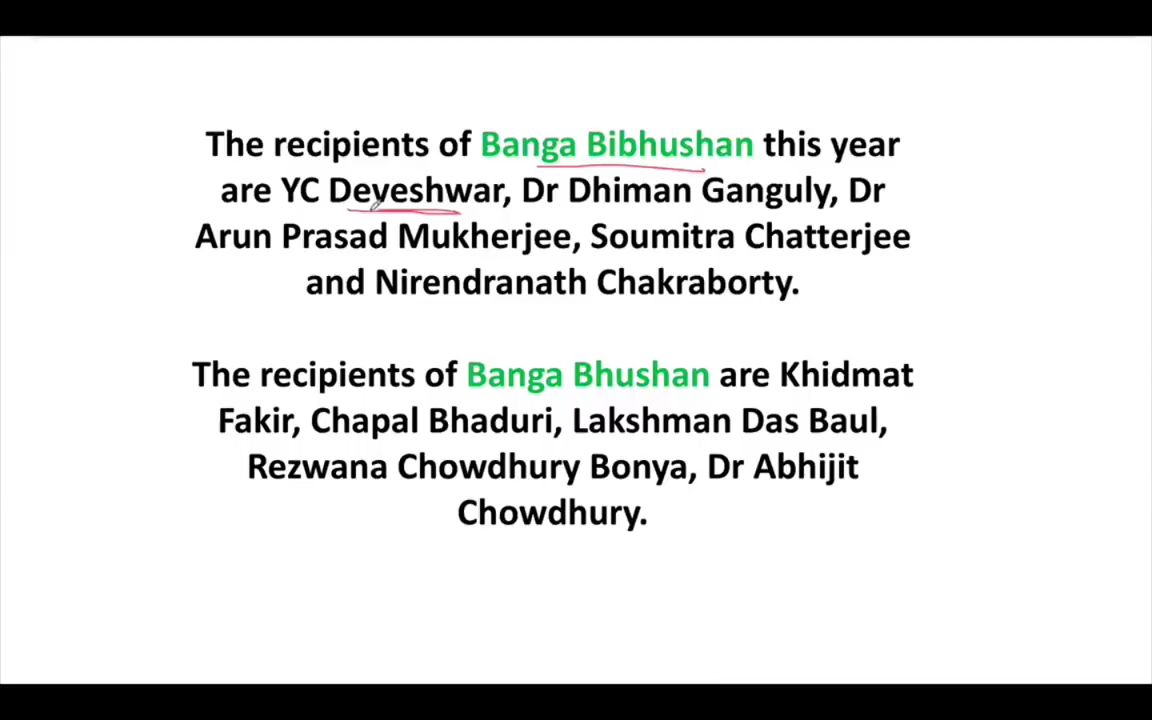 The recipients of Banga Bibhushan this year
are YC Deyeshwar, Dr Dhiman Ganguly, Dr
Arun Prasad Mukherjee, Soumitra Chatterjee
and Nirendranath Chakraborty.
The recipients of Banga Bhushan are Khidmat
Fakir, Chapal Bhaduri, Lakshman Das Baul,
Rezwana Chowdhury Bonya, Dr Abhijit
Chowdhury.